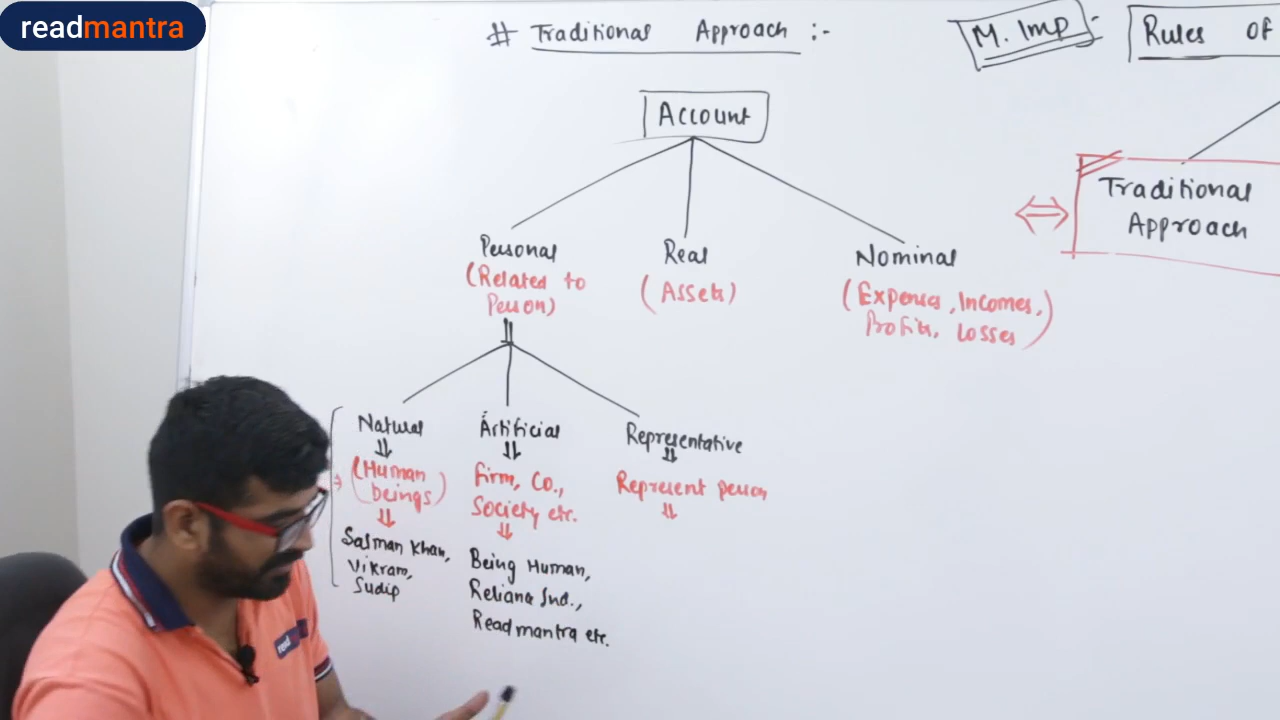 readmantra
# Traditional Approach :-
M. Imp :-
Rules of
Account
Traditional
Approach
Personal
(Related to
Person)
Real
(Assets)
Nominal
(Expenses, Incomes,
Profits, Losses)
Natural
(Human
beings)
Salman Khan,
Vikram,
Sudip
Artificial
Firm, Co.,
Society etc.
Being Human,
Reliance Ind.,
Readmantra etc.
Representative
Represent person
read